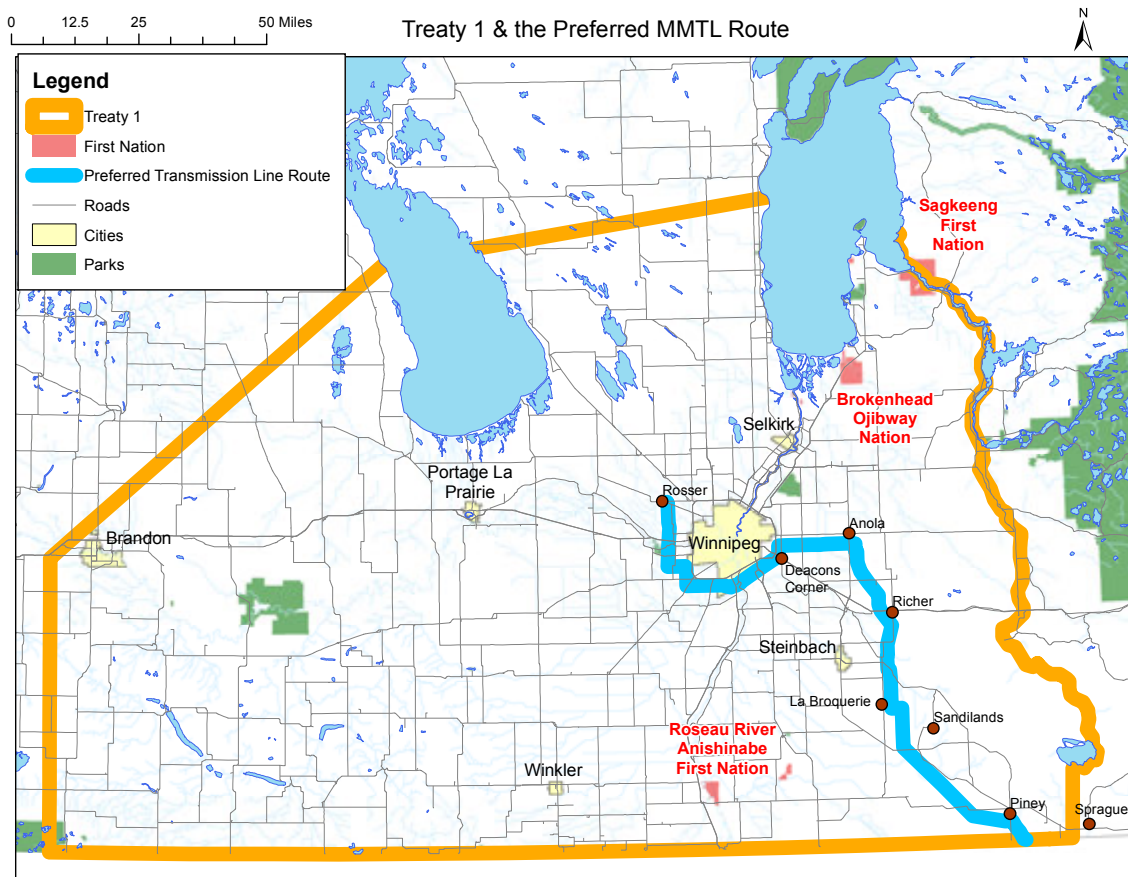 0 12.5 25 50 Miles
Treaty 1 & the Preferred MMTL Route
N
Legend
Treaty 1
First Nation
Preferred Transmission Line Route
Roads
Cities
Parks
Sagkeeng
First
Nation
Brokenhead
Ojibway
Nation
Selkirk
Portage La
Prairie
Rosser
Anola
Brandon
Winnipeg
Deacons
Corner
Richer
Steinbach
La Broquerie
Sandilands
Roseau River
Anishinabe
First Nation
Winkler
Piney
Sprague